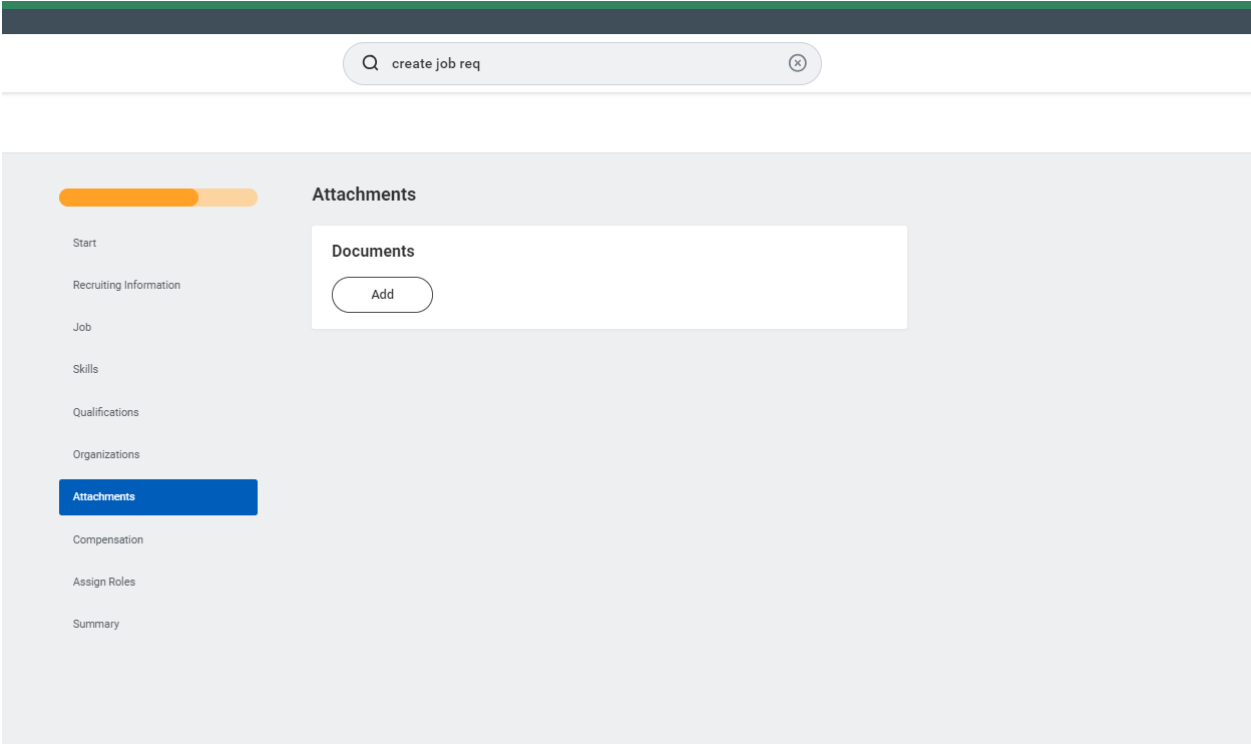 create job req
Attachments
Start
Recruiting Information
Job
Skills
Qualifications
Organizations
Attachments
Compensation
Assign Roles
Summary
Documents
Add